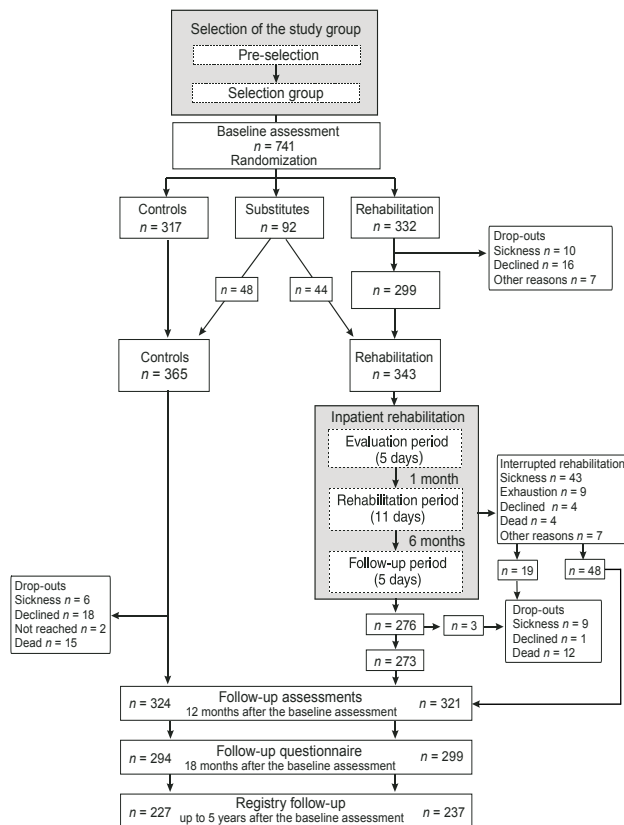 Selection of the study group
Pre-selection
Selection group
Baseline assessment
n = 741
Randomization
Controls
n = 317
Substitutes
n = 92
Rehabilitation
n = 332
Drop-outs
Sickness n = 10
Declined n = 16
Other reasons n = 7
n = 48
n = 44
n = 299
Controls
n = 365
Rehabilitation
n = 343
Inpatient rehabilitation
Evaluation period
(5 days)
1 month
Rehabilitation period
(11 days)
6 months
Follow-up period
(5 days)
Interrupted rehabilitation
Sickness n = 43
Exhaustion n = 9
Declined n = 4
Dead n = 4
Other reasons n = 7
n = 19
n = 48
Drop-outs
Sickness n = 6
Declined n = 18
Not reached n = 2
Dead n = 15
n = 276
n = 3
Drop-outs
Sickness n = 9
Declined n = 1
Dead n = 12
n = 273
n = 324
Follow-up assessments
12 months after the baseline assessment
n = 321
n = 294
Follow-up questionnaire
18 months after the baseline assessment
n = 299
n = 227
Registry follow-up
up to 5 years after the baseline assessment
n = 237